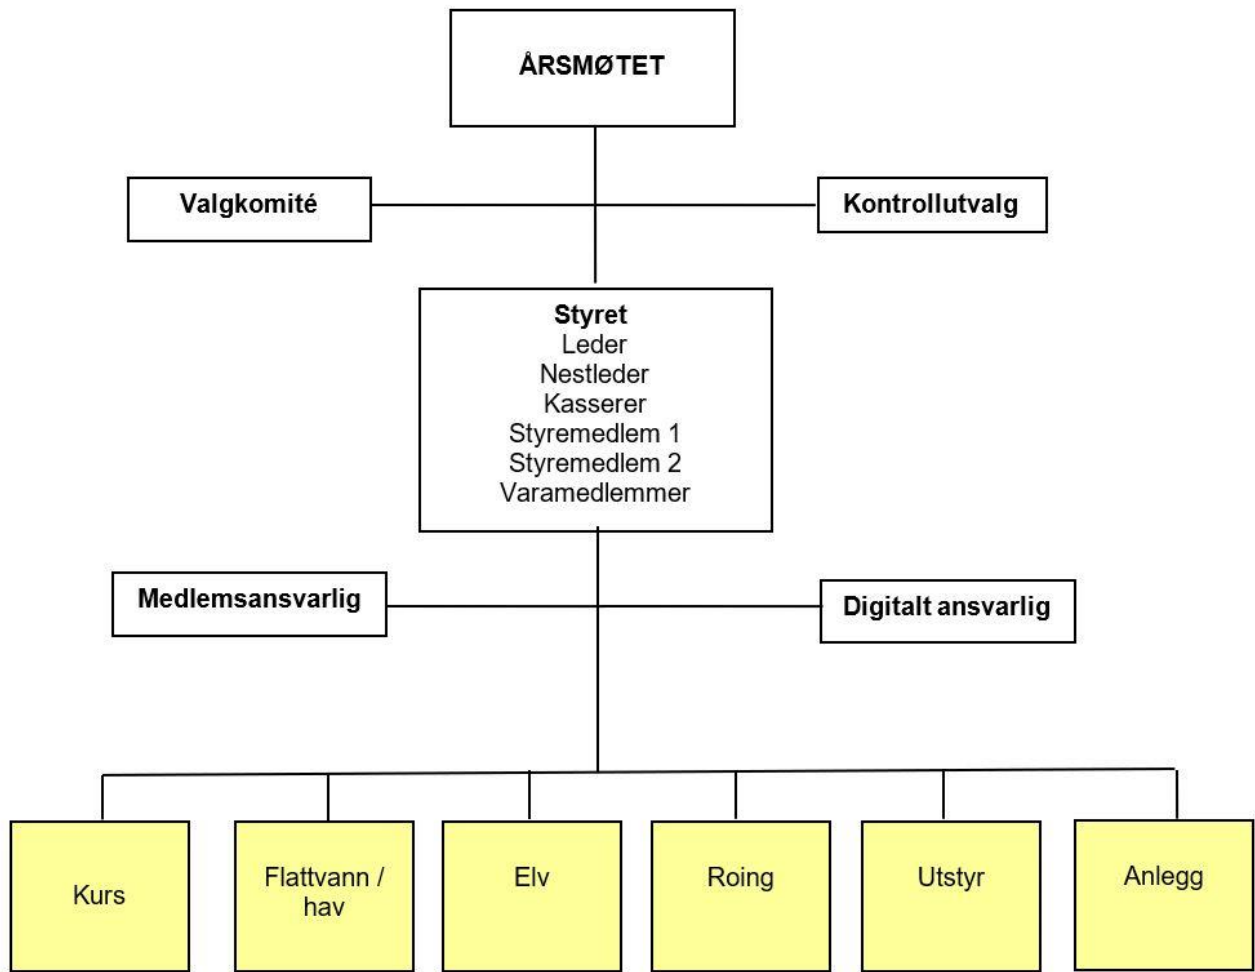 ÅRSMØTET
Valgkomité
Kontrollutvalg
Styret
Leder
Nestleder
Kasserer
Styremedlem 1
Styremedlem 2
Varamedlemmer
Medlemsansvarlig
Digitalt ansvarlig
Kurs
Flattvann /
hav
Elv
Roing
Utstyr
Anlegg